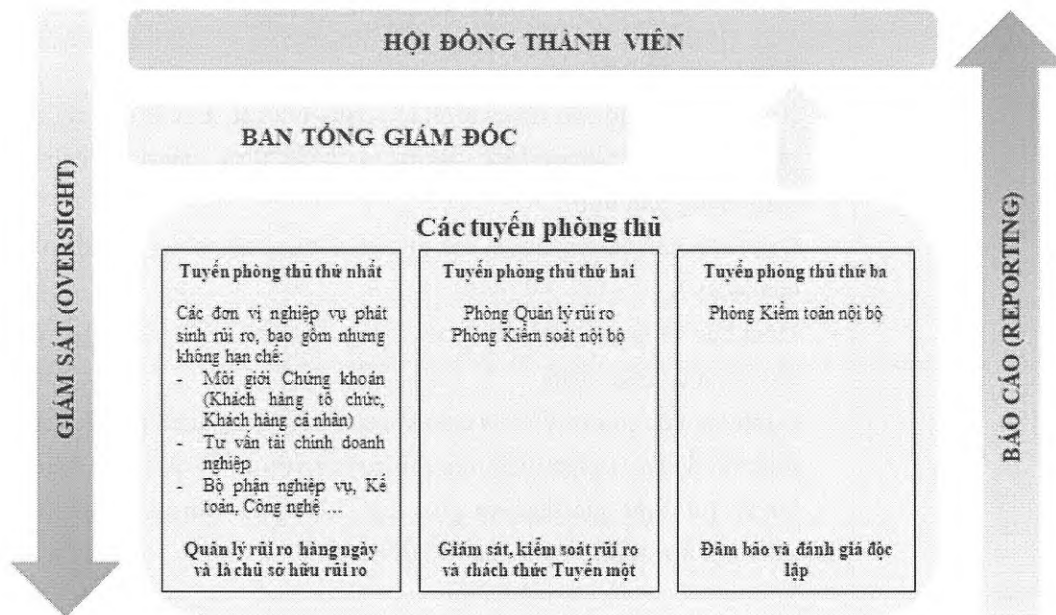 HỘI ĐỒNG THÀNH VIÊN
BAN TỔNG GIÁM ĐỐC
GIÁM SÁT (OVERSIGHT)
BÁO CÁO (REPORTING)
Các tuyến phòng thủ
Tuyến phòng thủ thứ nhất
Các đơn vị nghiệp vụ phát
sinh rủi ro, bao gồm nhưng
không hạn chế:
- Môi giới Chứng khoán
(Khách hàng tổ chức,
Khách hàng cá nhân)
- Tư vấn tài chính doanh
nghiệp
- Bộ phận nghiệp vụ, Kế
toán, Công nghệ ...
Quản lý rủi ro hàng ngày
và là chủ sở hữu rủi ro
Tuyến phòng thủ thứ hai
Phòng Quản lý rủi ro
Phòng Kiểm soát nội bộ
Giám sát, kiểm soát rủi ro
và thách thức Tuyến một
Tuyến phòng thủ thứ ba
Phòng Kiểm toán nội bộ
Đảm bảo và đánh giá độc
lập